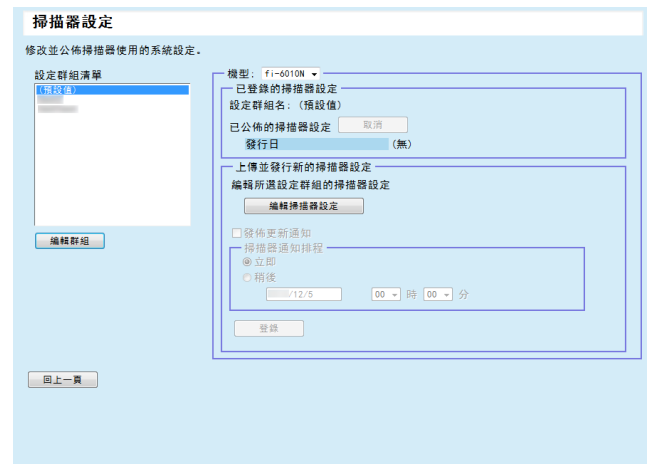 掃描器設定
修改並公佈掃描器使用的系統設定。
設定群組清單
(預設值)
編輯群組
機型: fi-6010N
已登錄的掃描器設定
設定群組名: (預設值)
已公佈的掃描器設定 取消
發行日 (無)
上傳並發行新的掃描器設定
編輯所選設定群組的掃描器設定
編輯掃描器設定
發佈更新通知
掃描器通知排程
立即
稍後
/12/5 00 時 00 分
登錄
回上一頁